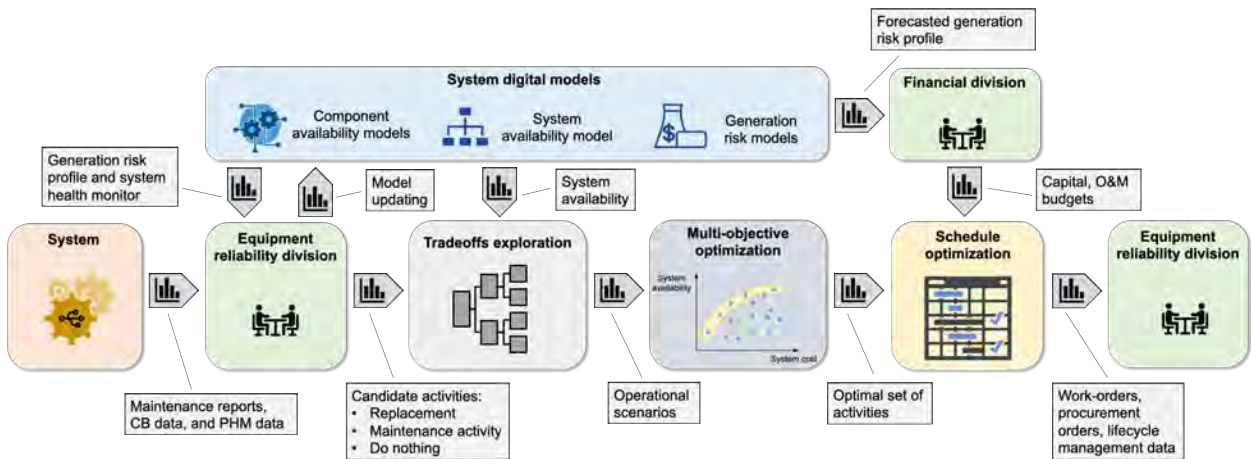 Forecasted generation
risk profile
System digital models
Component
availability models
System
availability model
$
Generation
risk models
Financial division
Generation risk
profile and system
health monitor
Model
updating
System
availability
Capital, O&M
budgets
System
Equipment
reliability division
Tradeoffs exploration
Multi-objective
optimization
System
availability
System cost
Schedule
optimization
Equipment
reliability division
Maintenance reports,
CB data, and PHM data
Candidate activities:
• Replacement
• Maintenance activity
• Do nothing
Operational
scenarios
Optimal set of
activities
Work-orders,
procurement
orders, lifecycle
management data